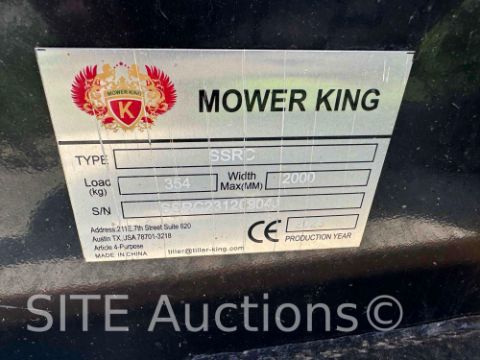 MOWER KING
K
MOWER KING
TYPE SSRC
Load (kg) 354 Width Max(MM) 2000
S/N
Address:211E.7th Street Suite 620
Austin TX,USA 78701-3218
Article 4-Purpose
MADE IN CHINA tiller@tiller-king.com CE PRODUCTION YEAR
SITE Auctions©